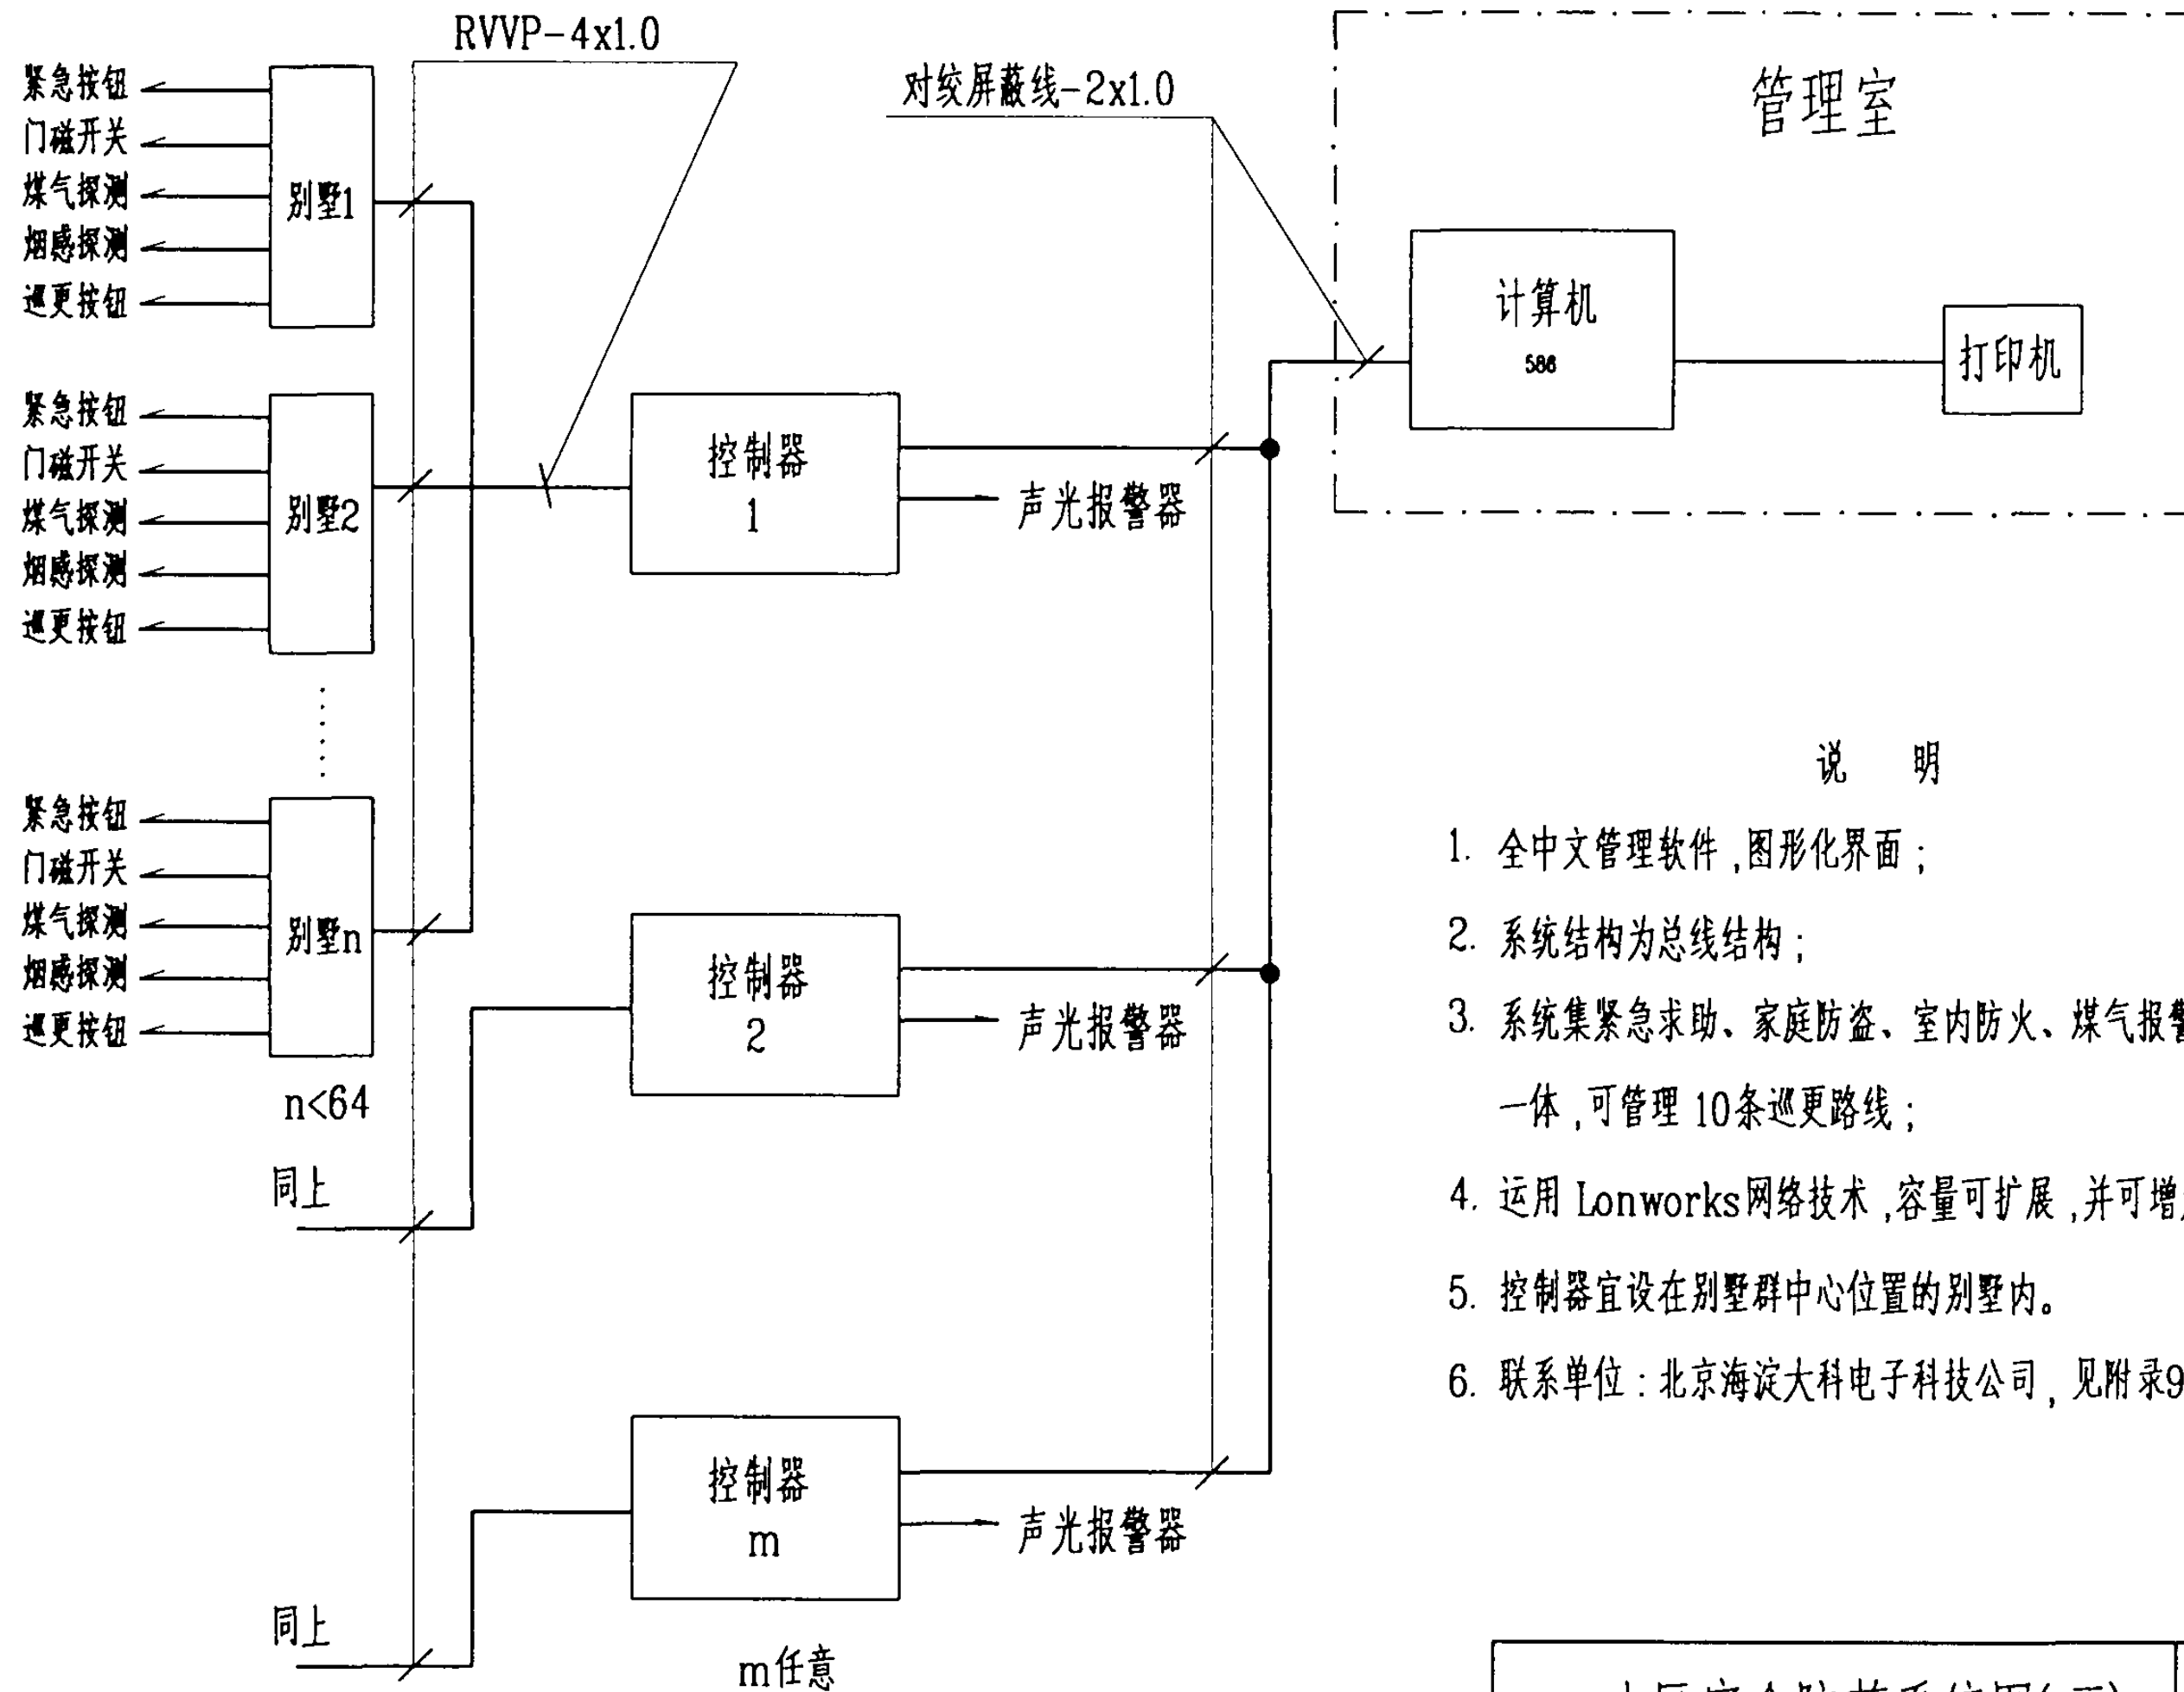 RVVP-4x1.0
对绞屏蔽线-2x1.0
管理室
紧急按钮
门磁开关
煤气探测
烟感探测
巡更按钮
别墅1
计算机
586
打印机
紧急按钮
门磁开关
煤气探测
烟感探测
巡更按钮
别墅2
控制器
1
声光报警器
紧急按钮
门磁开关
煤气探测
烟感探测
巡更按钮
别墅n
n<64
控制器
2
声光报警器
同上
控制器
m
声光报警器
同上
m任意
说 明
1. 全中文管理软件,图形化界面;
2. 系统结构为总线结构;
3. 系统集紧急求助、家庭防盗、室内防火、煤气报警
一体,可管理10条巡更路线;
4. 运用Lonworks网络技术,容量可扩展,并可增
5. 控制器宜设在别墅群中心位置的别墅内。
6. 联系单位:北京海淀大科电子科技公司,见附录9